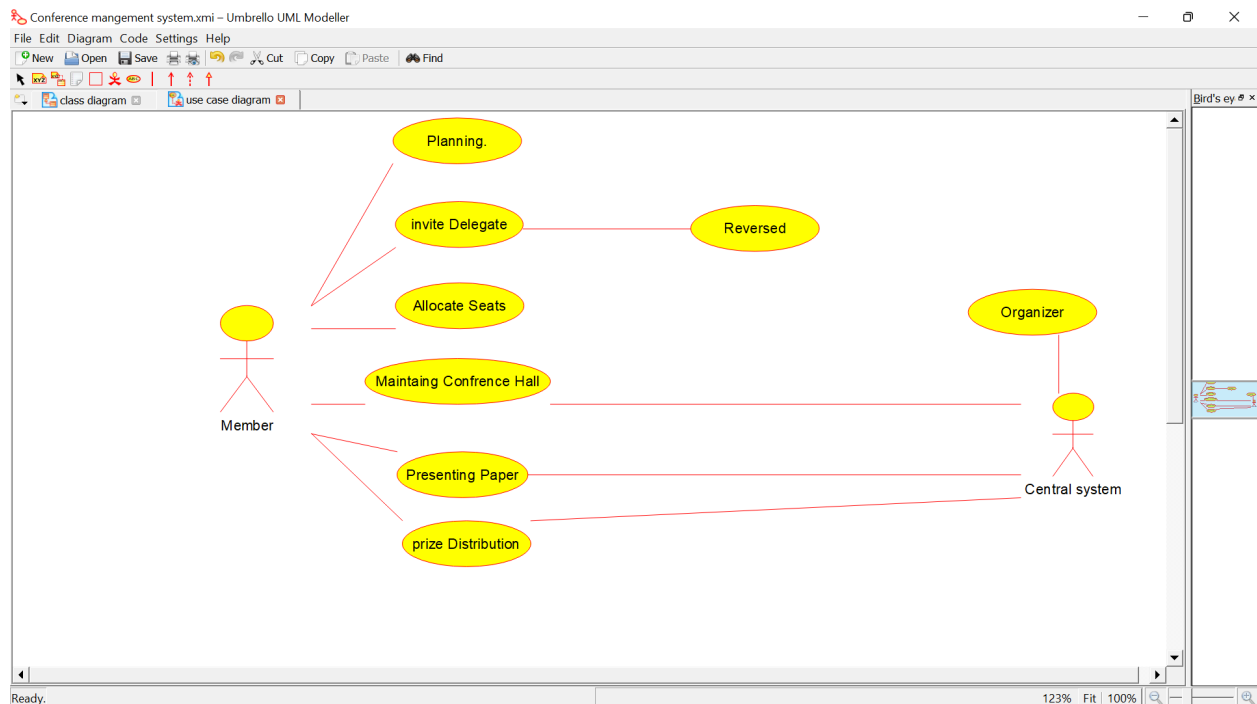 Conference mangement system.xmi – Umbrello UML Modeller
File Edit Diagram Code Settings Help
New Open Save Cut Copy Paste Find
XYZ
class diagram use case diagram Bird's ey
Planning.
invite Delegate
Reversed
Allocate Seats
Organizer
Maintaing Confrence Hall
Member
Presenting Paper
Central system
prize Distribution
Ready. 123% Fit 100%